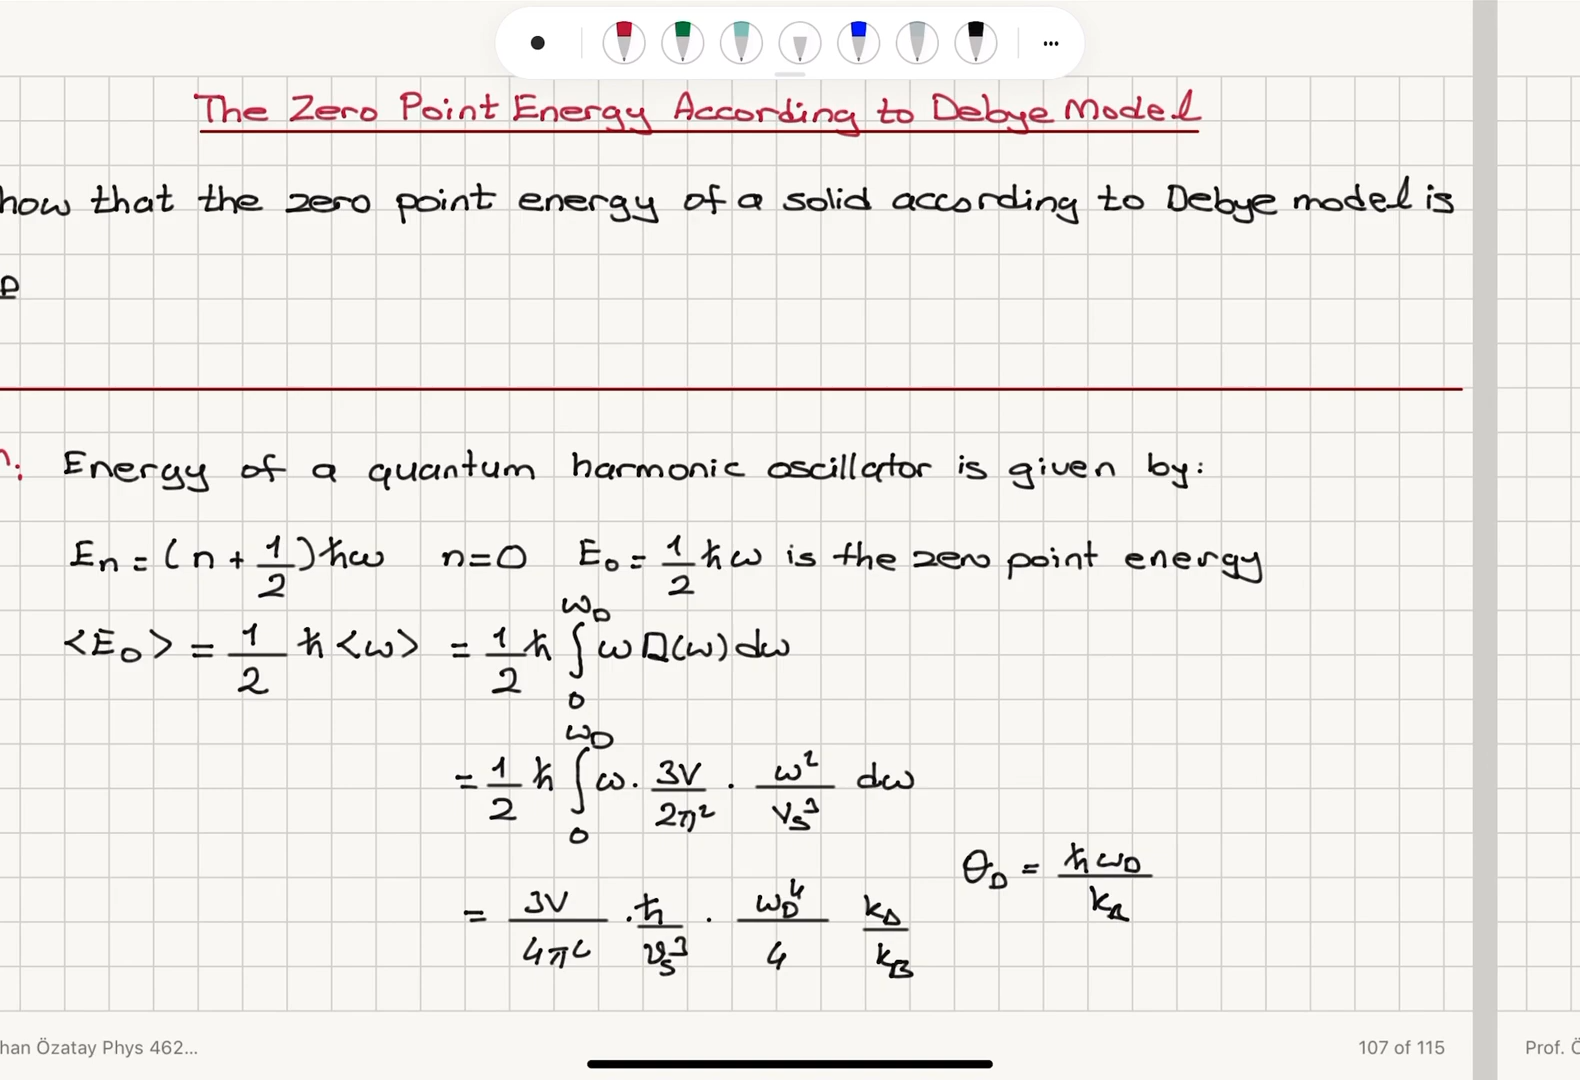 The Zero Point Energy According to Debye Model
how that the zero point energy of a solid according to Debye model is
D
n: Energy of a quantum harmonic oscillator is given by:
En = (n + 1/2)ħω n=0 E₀ = 1/2 ħω is the zero point energy
<E₀> = 1/2 ħ <ω> = 1/2 ħ ∫₀^ωD ω D(ω) dω
= 1/2 ħ ∫₀^ωD ω · 3V/2π² · ω²/Vs³ dω
θD = ħωD/kB
= 3V/4π² · ħ/vs³ · ωD⁴/4 kB/kB
han Özatay Phys 462...
107 of 115
Prof. Ö